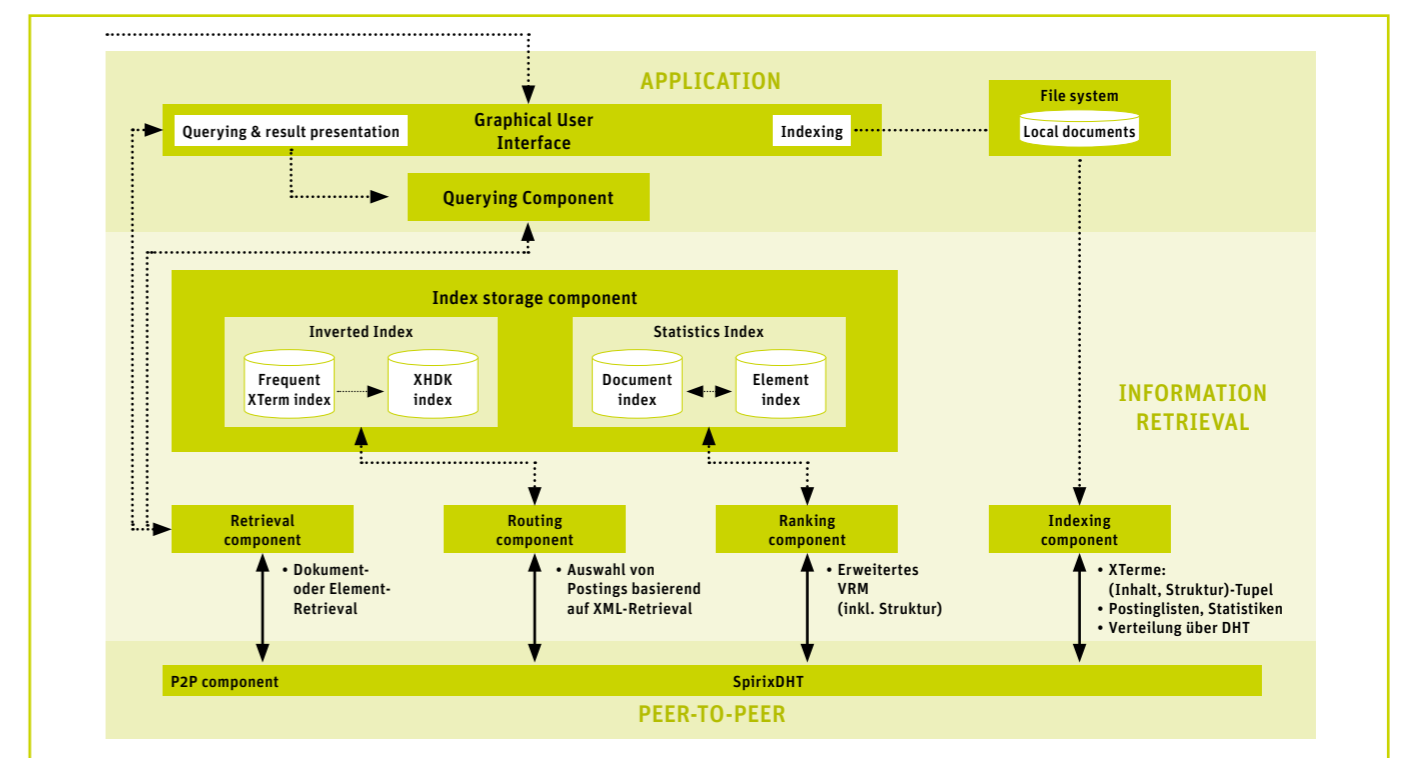 APPLICATION
File system
Local documents
Querying & result presentation
Graphical User
Interface
Indexing
Querying Component
Index storage component
Inverted Index
Statistics Index
Frequent
XTerm index
XHDK
index
Document
index
Element
index
INFORMATION
RETRIEVAL
Retrieval
component
Routing
component
Ranking
component
Indexing
component
• Dokument-
oder Element-
Retrieval
• Auswahl von
Postings basierend
auf XML-Retrieval
• Erweitertes
VRM
(inkl. Struktur)
• XTerme:
(Inhalt, Struktur)-Tupel
• Postinglisten, Statistiken
• Verteilung über DHT
P2P component
SpirixDHT
PEER-TO-PEER